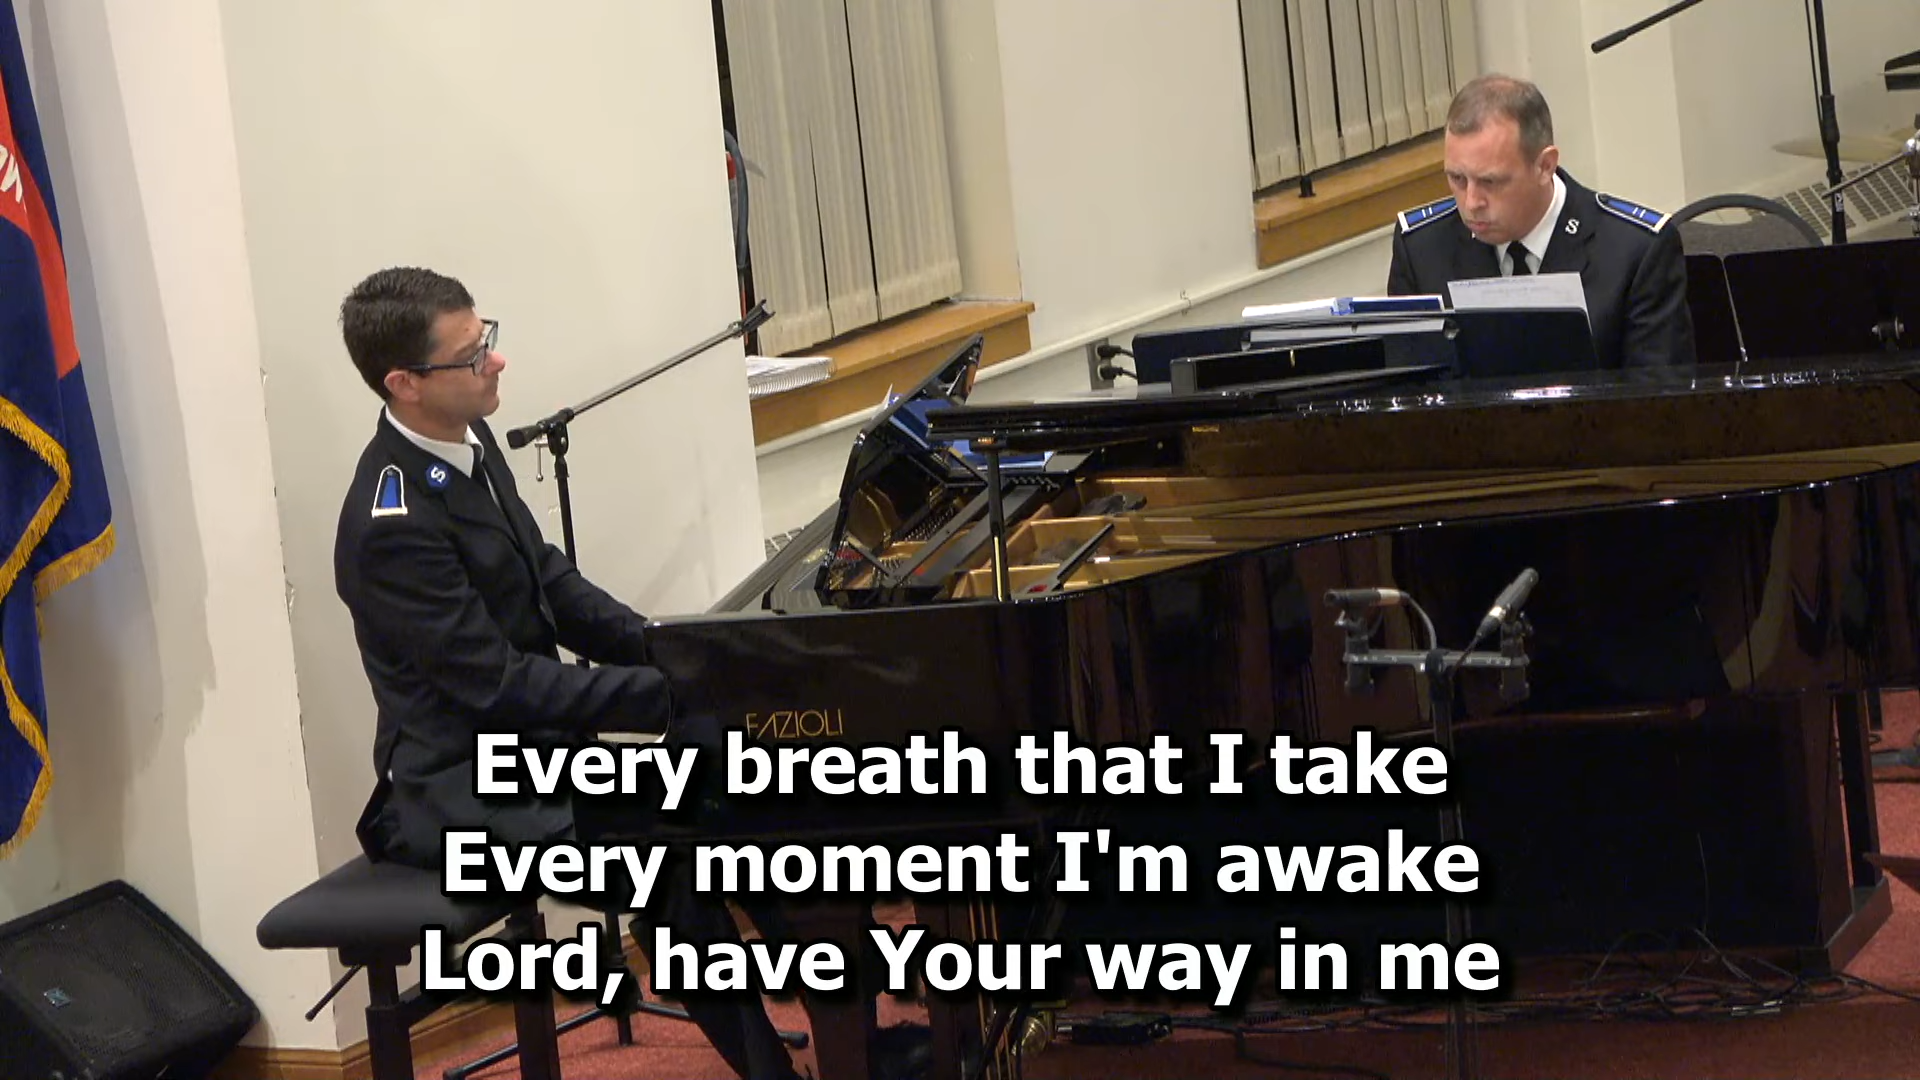 S
S
FAZIOLI
Every breath that I take
Every moment I'm awake
Lord, have Your way in me